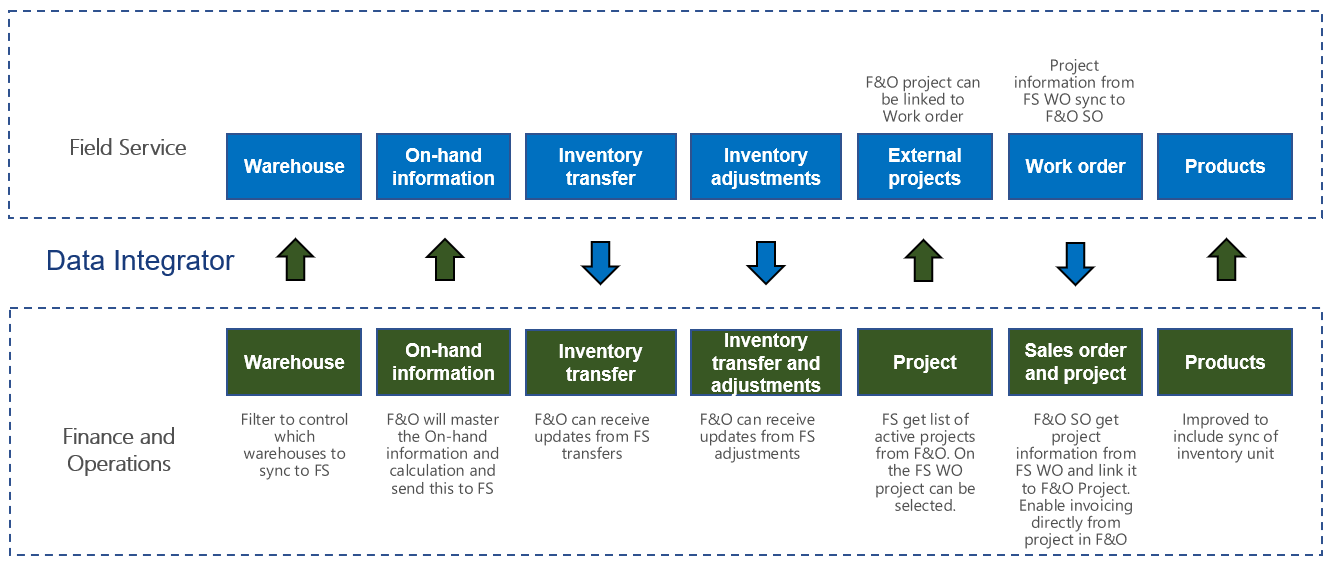 F&O project can
be linked to
Work order
Project
information from
FS WO sync to
F&O SO
Field Service
Warehouse
On-hand
information
Inventory
transfer
Inventory
adjustments
External
projects
Work order
Products
Data Integrator
Finance and
Operations
Warehouse
Filter to control
which
warehouses to
sync to FS
On-hand
information
F&O will master
the On-hand
information and
calculation and
send this to FS
Inventory
transfer
F&O can receive
updates from FS
transfers
Inventory
transfer and
adjustments
F&O can receive
updates from FS
adjustments
Project
FS get list of
active projects
from F&O. On
the FS WO
project can be
selected.
Sales order
and project
F&O SO get
project
information from
FS WO and link it
to F&O Project.
Enable invoicing
directly from
project in F&O
Products
Improved to
include sync of
inventory unit